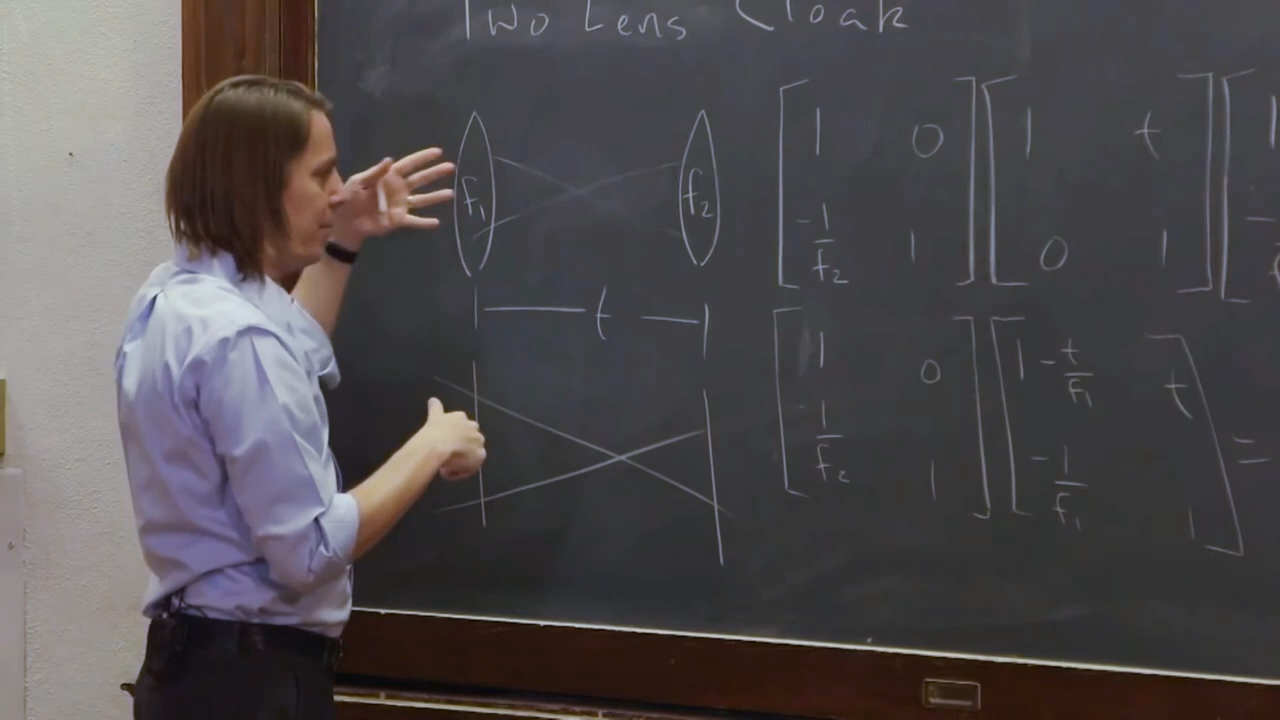 Two Lens Cloak
f₁ f₂
t
[1 0; -1/f₂ 1] [1 t; 0 1] [1
[1 0; -1/f₂ 1] [1 - t/f₁ t; -1/f₁ 1] =